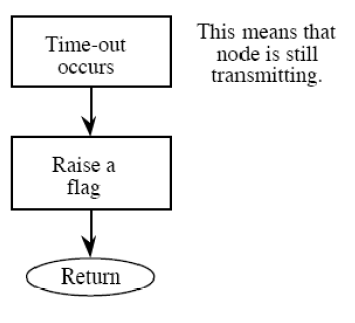 Time-out
occurs
This means that
node is still
transmitting.
Raise a
flag
Return